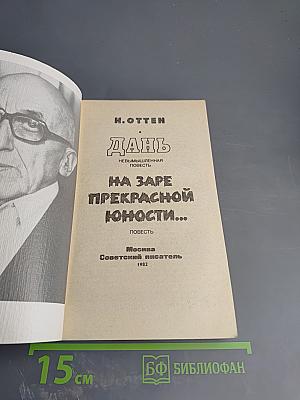 Н. ОТТЕН
ДАНЬ
НЕВЫМЫШЛЕННАЯ
ПОВЕСТЬ
НА ЗАРЕ
ПРЕКРАСНОЙ
ЮНОСТИ...
ПОВЕСТЬ
Москва
Советский писатель
1982
15 см
БФ БИБЛИОФАН